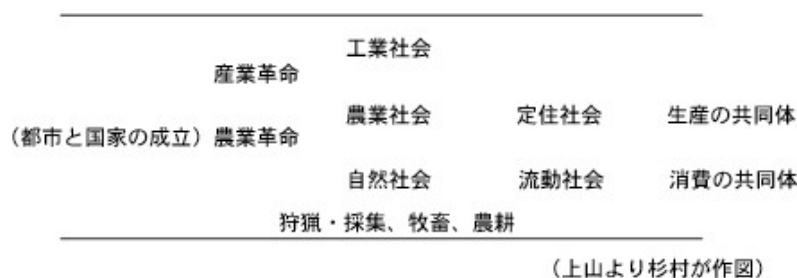 工業社会
産業革命
農業社会 定住社会 生産の共同体
(都市と国家の成立)農業革命
自然社会 流動社会 消費の共同体
狩猟・採集、牧畜、農耕
(上山より杉村が作図)